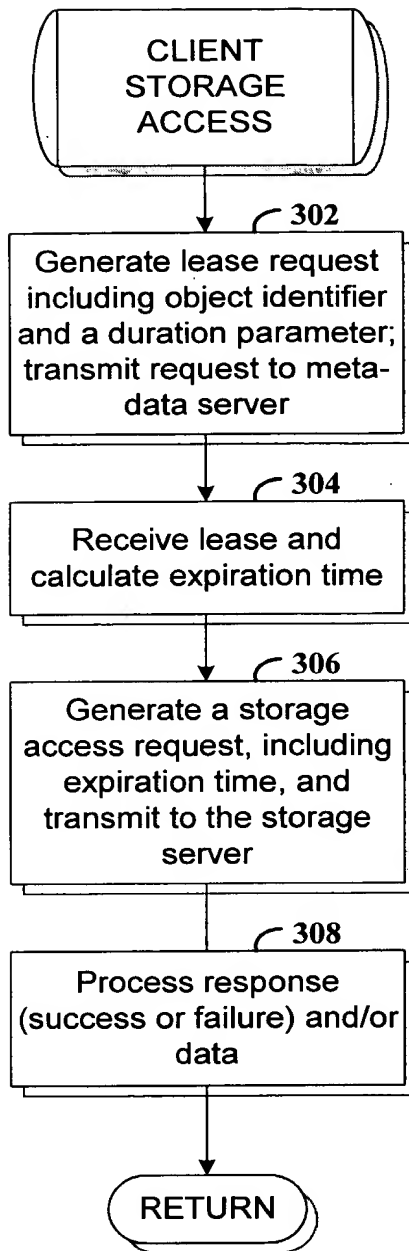 CLIENT
STORAGE
ACCESS
302
Generate lease request
including object identifier
and a duration parameter;
transmit request to meta-
data server
304
Receive lease and
calculate expiration time
306
Generate a storage
access request, including
expiration time, and
transmit to the storage
server
308
Process response
(success or failure) and/or
data
RETURN